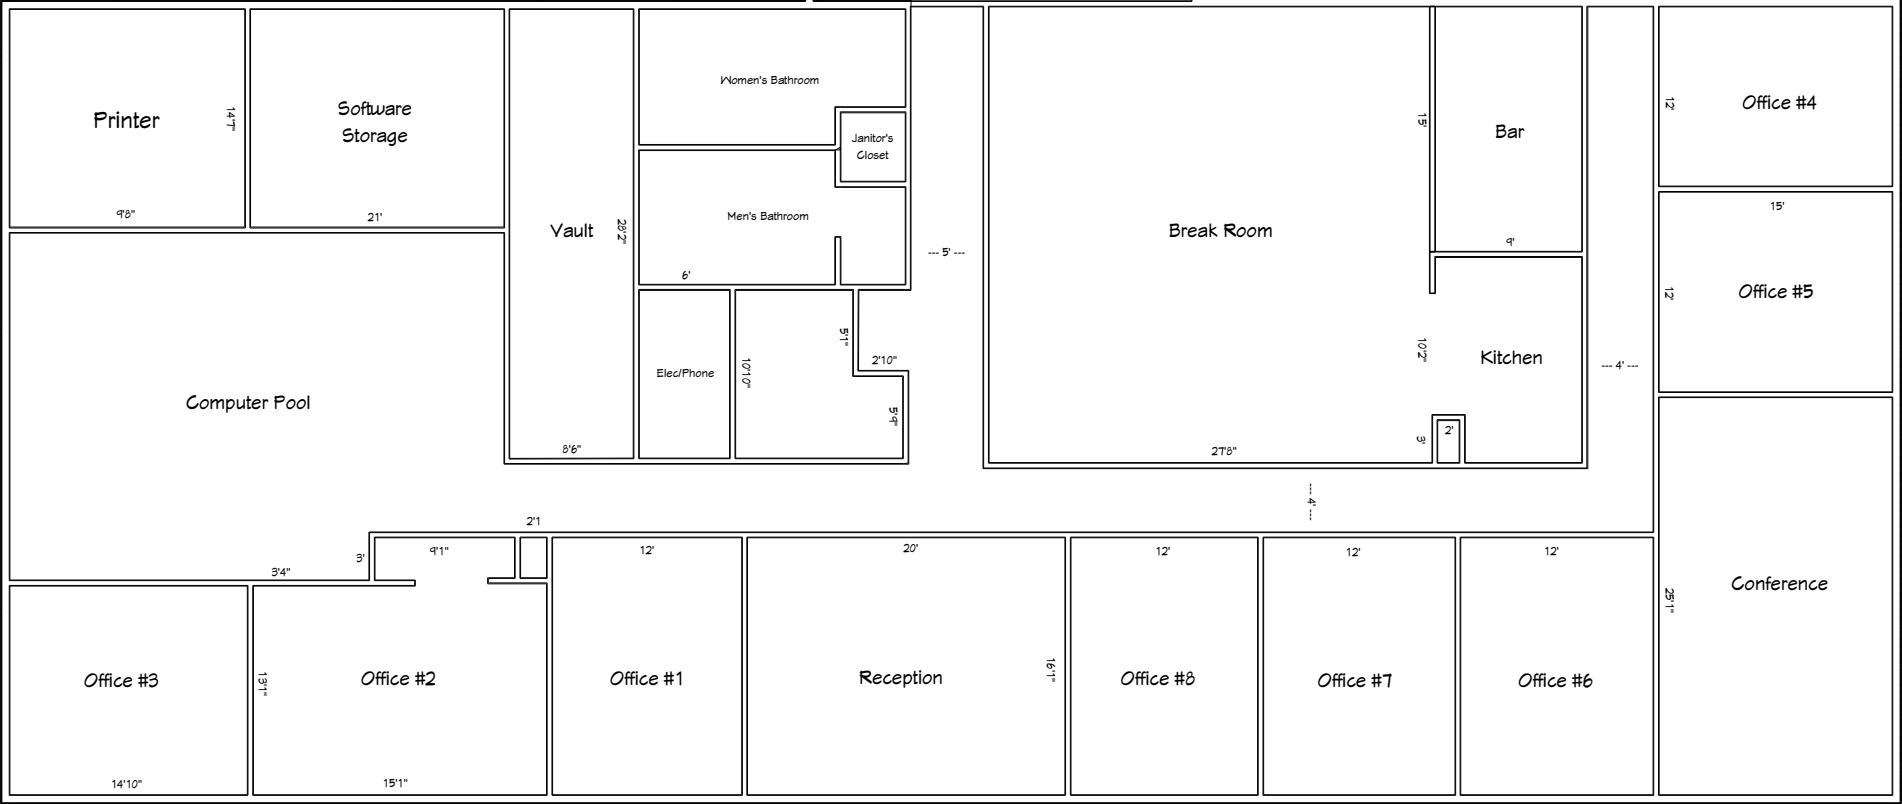 Printer
14'7"
9'8"
Software
Storage
21'
Vault
28'2"
8'6"
Women's Bathroom
Janitor's
Closet
Men's Bathroom
6'
Elec/Phone
10'10"
5'1"
2'10"
5'9"
--- 5' ---
Break Room
27'8"
15'
Bar
9'
10'2"
Kitchen
3'
2'
--- 4' ---
--- 4' ---
12'
Office #4
15'
12'
Office #5
25'1"
Conference
Computer Pool
3'4"
3'
9'1"
2'1
Office #3
14'10"
13'1"
Office #2
15'1"
12'
Office #1
20'
Reception
16'1"
12'
Office #8
12'
Office #7
12'
Office #6